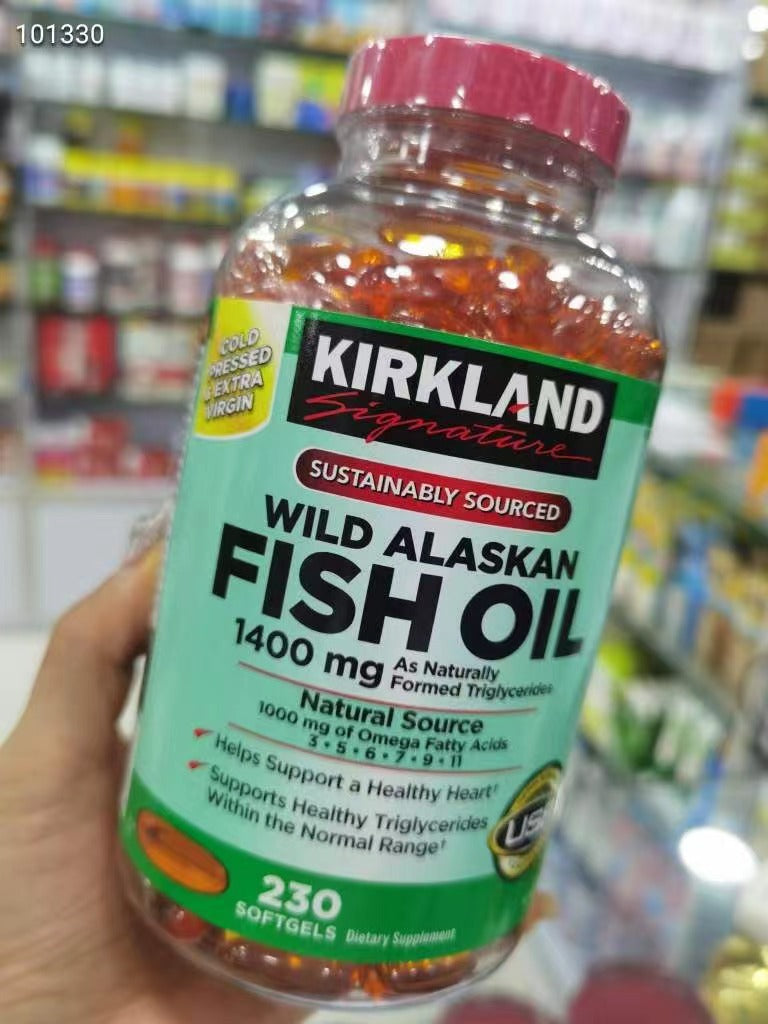 101330
COLD
PRESSED
& EXTRA
VIRGIN
KIRKLAND
Signature
SUSTAINABLY SOURCED
WILD ALASKAN
FISH OIL
1400 mg As Naturally
Formed Triglycerides
Natural Source
1000 mg of Omega Fatty Acids
3 • 5 • 6 • 7 • 9 • 11
Helps Support a Healthy Heart†
Supports Healthy Triglycerides
Within the Normal Range†
230
SOFTGELS Dietary Supplement